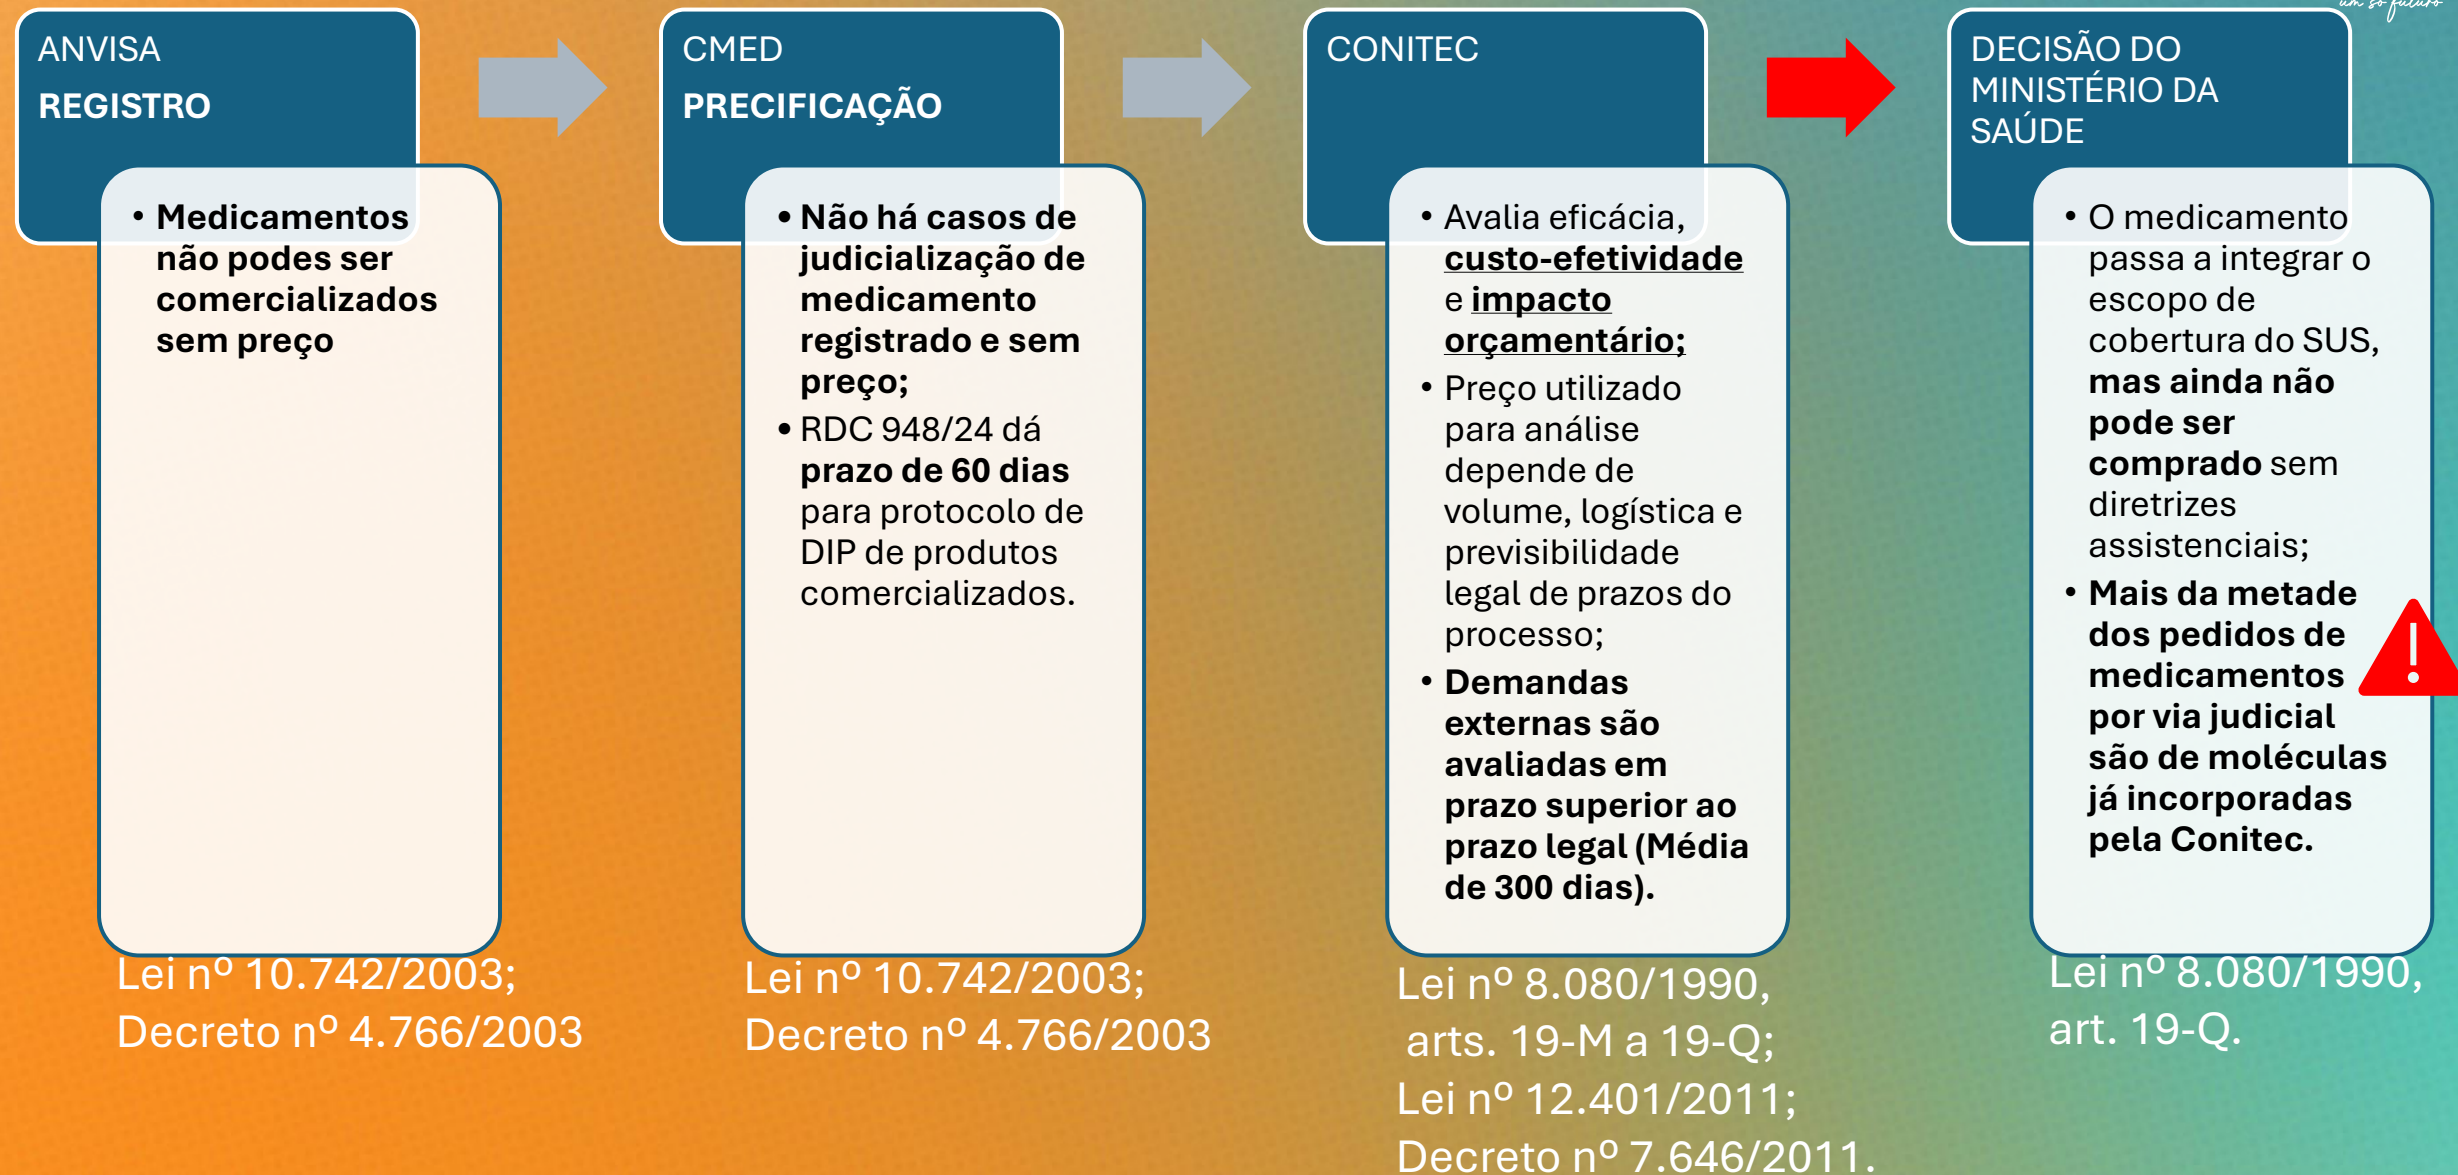 um só futuro
ANVISA
REGISTRO
• Medicamentos
não podes ser
comercializados
sem preço
Lei nº 10.742/2003;
Decreto nº 4.766/2003
CMED
PRECIFICAÇÃO
• Não há casos de
judicialização de
medicamento
registrado e sem
preço;
• RDC 948/24 dá
prazo de 60 dias
para protocolo de
DIP de produtos
comercializados.
Lei nº 10.742/2003;
Decreto nº 4.766/2003
CONITEC
• Avalia eficácia,
custo-efetividade
e impacto
orçamentário;
• Preço utilizado
para análise
depende de
volume, logística e
previsibilidade
legal de prazos do
processo;
• Demandas
externas são
avaliadas em
prazo superior ao
prazo legal (Média
de 300 dias).
Lei nº 8.080/1990,
arts. 19-M a 19-Q;
Lei nº 12.401/2011;
Decreto nº 7.646/2011.
DECISÃO DO
MINISTÉRIO DA
SAÚDE
• O medicamento
passa a integrar o
escopo de
cobertura do SUS,
mas ainda não
pode ser
comprado sem
diretrizes
assistenciais;
• Mais da metade
dos pedidos de
medicamentos
por via judicial
são de moléculas
já incorporadas
pela Conitec.
Lei nº 8.080/1990,
art. 19-Q.